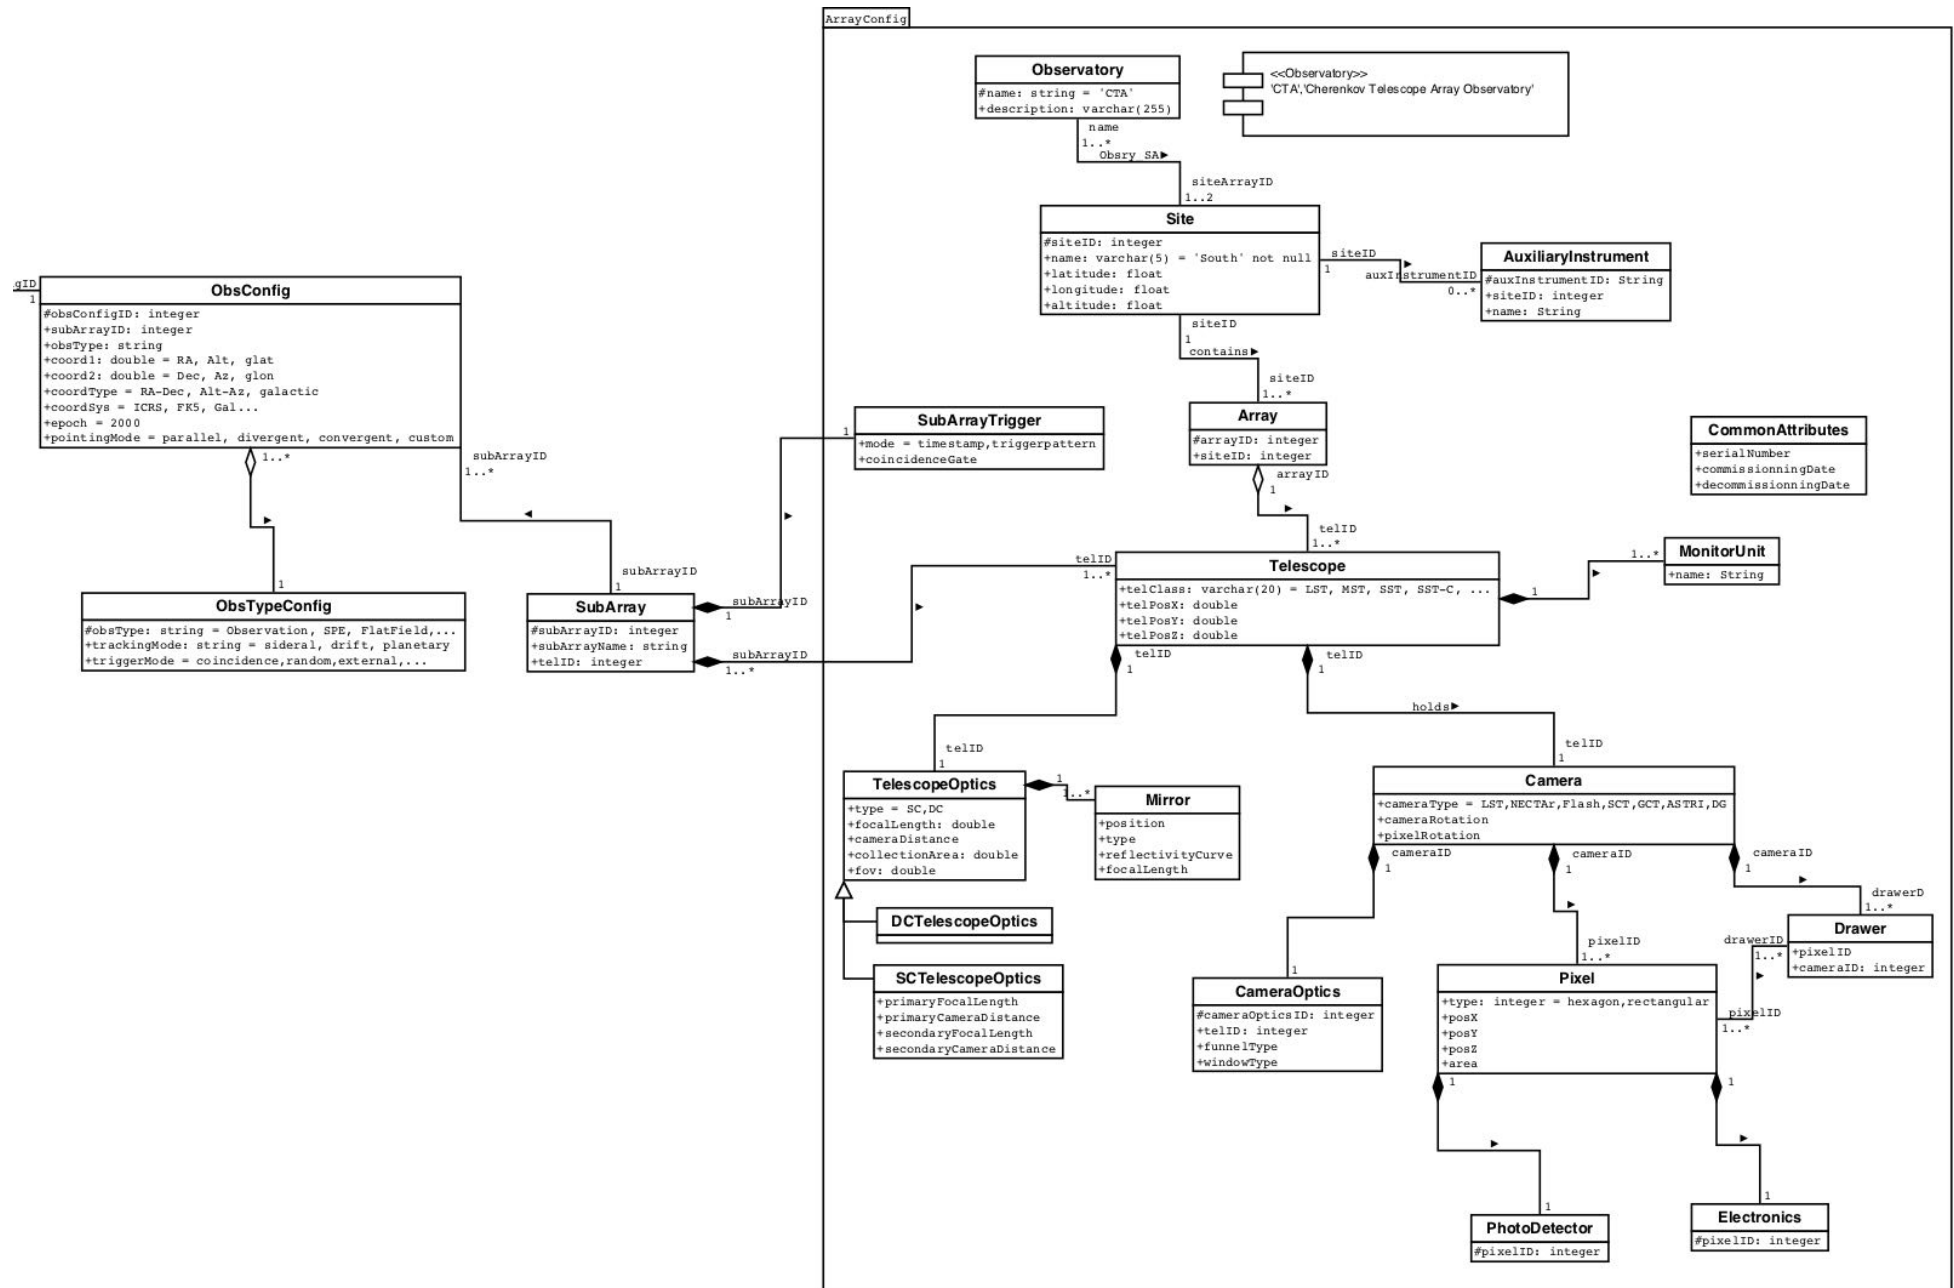 ArrayConfig
Observatory
#name: string = 'CTA'
+description: varchar(255)
<<Observatory>>
'CTA','Cherenkov Telescope Array Observatory'
name
1..*
Obsry_SA
siteArrayID
1..2
Site
#siteID: integer
+name: varchar(5) = 'South' not null
+latitude: float
+longitude: float
+altitude: float
siteID
1
auxInstrumentID
0..*
AuxiliaryInstrument
#auxInstrumentID: String
+siteID: integer
+name: String
siteID
1
contains
siteID
1..*
Array
#arrayID: integer
+siteID: integer
arrayID
1
telID
1..*
CommonAttributes
+serialNumber
+commissionningDate
+decommissionningDate
gID
1
ObsConfig
#obsConfigID: integer
+subArrayID: integer
+obsType: string
+coord1: double = RA, Alt, glat
+coord2: double = Dec, Az, glon
+coordType = RA-Dec, Alt-Az, galactic
+coordSys = ICRS, FK5, Gal...
+epoch = 2000
+pointingMode = parallel, divergent, convergent, custom
1..*
subArrayID
1..*
1
ObsTypeConfig
#obsType: string = Observation, SPE, FlatField,...
+trackingMode: string = sideral, drift, planetary
+triggerMode = coincidence,random,external,...
subArrayID
1
SubArray
#subArrayID: integer
+subArrayName: string
+telID: integer
subArrayID
1
subArrayID
1..*
1
SubArrayTrigger
+mode = timestamp,triggerpattern
+coincidenceGate
telID
1..*
Telescope
+telClass: varchar(20) = LST, MST, SST, SST-C, ...
+telPosX: double
+telPosY: double
+telPosZ: double
1
1..*
MonitorUnit
+name: String
telID
1
telID
1
holds
telID
1
telID
1
TelescopeOptics
+type = SC,DC
+focalLength: double
+cameraDistance
+collectionArea: double
+fov: double
1
1..*
Mirror
+position
+type
+reflectivityCurve
+focalLength
DCTelescopeOptics
SCTelescopeOptics
+primaryFocalLength
+primaryCameraDistance
+secondaryFocalLength
+secondaryCameraDistance
Camera
+cameraType = LST,NECTAr,Flash,SCT,GCT,ASTRI,DG
+cameraRotation
+pixelRotation
cameraID
1
cameraID
1
cameraID
1
drawerD
1..*
Drawer
+pixelID
+cameraID: integer
drawerID
1..*
pixelID
1..*
1
CameraOptics
#cameraOpticsID: integer
+telID: integer
+funnelType
+windowType
Pixel
+type: integer = hexagon,rectangular
+posX
+posY
+posZ
+area
pixelID
1..*
1
1
1
PhotoDetector
#pixelID: integer
1
Electronics
#pixelID: integer